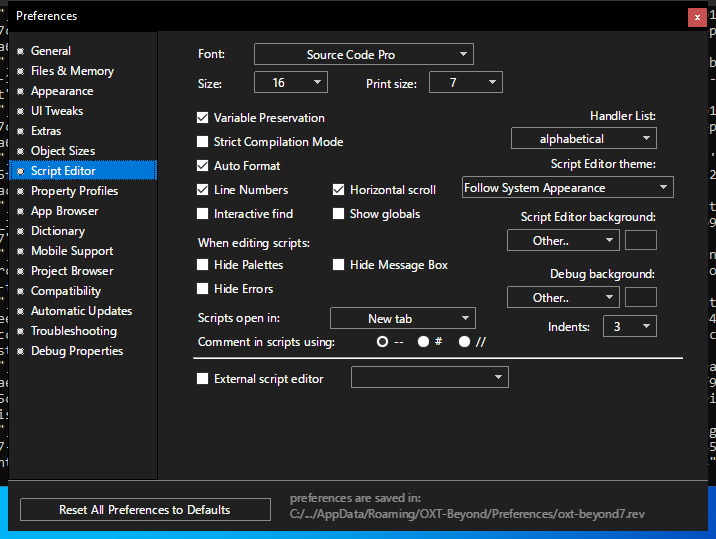 Preferences
x
General
Files & Memory
Appearance
UI Tweaks
Extras
Object Sizes
Script Editor
Property Profiles
App Browser
Dictionary
Mobile Support
Project Browser
Compatibility
Automatic Updates
Troubleshooting
Debug Properties
Font: Source Code Pro
Size: 16 Print size: 7
Variable Preservation
Strict Compilation Mode
Auto Format
Line Numbers Horizontal scroll
Interactive find Show globals
When editing scripts:
Hide Palettes Hide Message Box
Hide Errors
Handler List:
alphabetical
Script Editor theme:
Follow System Appearance
Script Editor background:
Other..
Debug background:
Other..
Indents: 3
Scripts open in: New tab
Comment in scripts using: -- # //
External script editor
Reset All Preferences to Defaults
preferences are saved in:
C:/.../AppData/Roaming/OXT-Beyond/Preferences/oxt-beyond7.rev